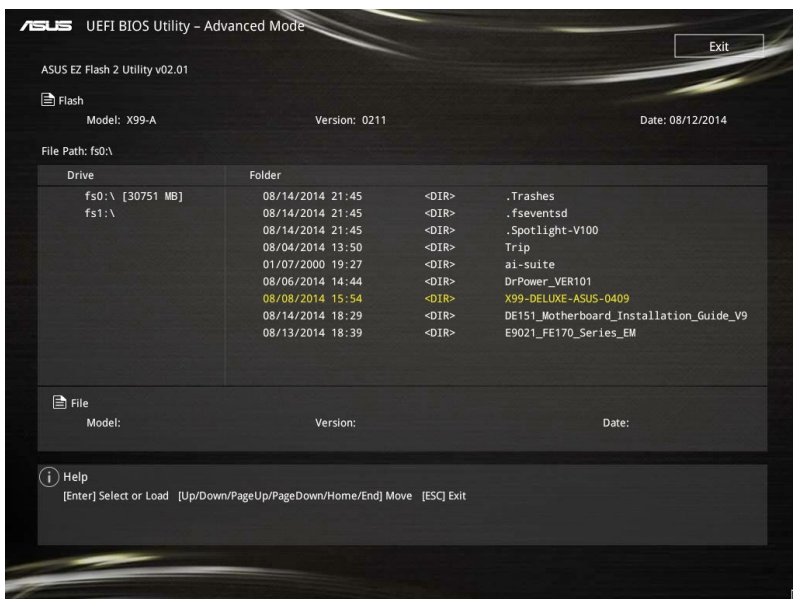 ASUS UEFI BIOS Utility – Advanced Mode
Exit
ASUS EZ Flash 2 Utility v02.01
Flash
Model: X99-A Version: 0211 Date: 08/12/2014
File Path: fs0:\
Drive Folder
fs0:\ [30751 MB] 08/14/2014 21:45 <DIR> .Trashes
fs1:\ 08/14/2014 21:45 <DIR> .fseventsd
08/14/2014 21:45 <DIR> .Spotlight-V100
08/04/2014 13:50 <DIR> Trip
01/07/2000 19:27 <DIR> ai-suite
08/06/2014 14:44 <DIR> DrPower_VER101
08/08/2014 15:54 <DIR> X99-DELUXE-ASUS-0409
08/14/2014 18:29 <DIR> DE151_Motherboard_Installation_Guide_V9
08/13/2014 18:39 <DIR> E9021_FE170_Series_EM
File
Model: Version: Date:
i Help
[Enter] Select or Load [Up/Down/PageUp/PageDown/Home/End] Move [ESC] Exit